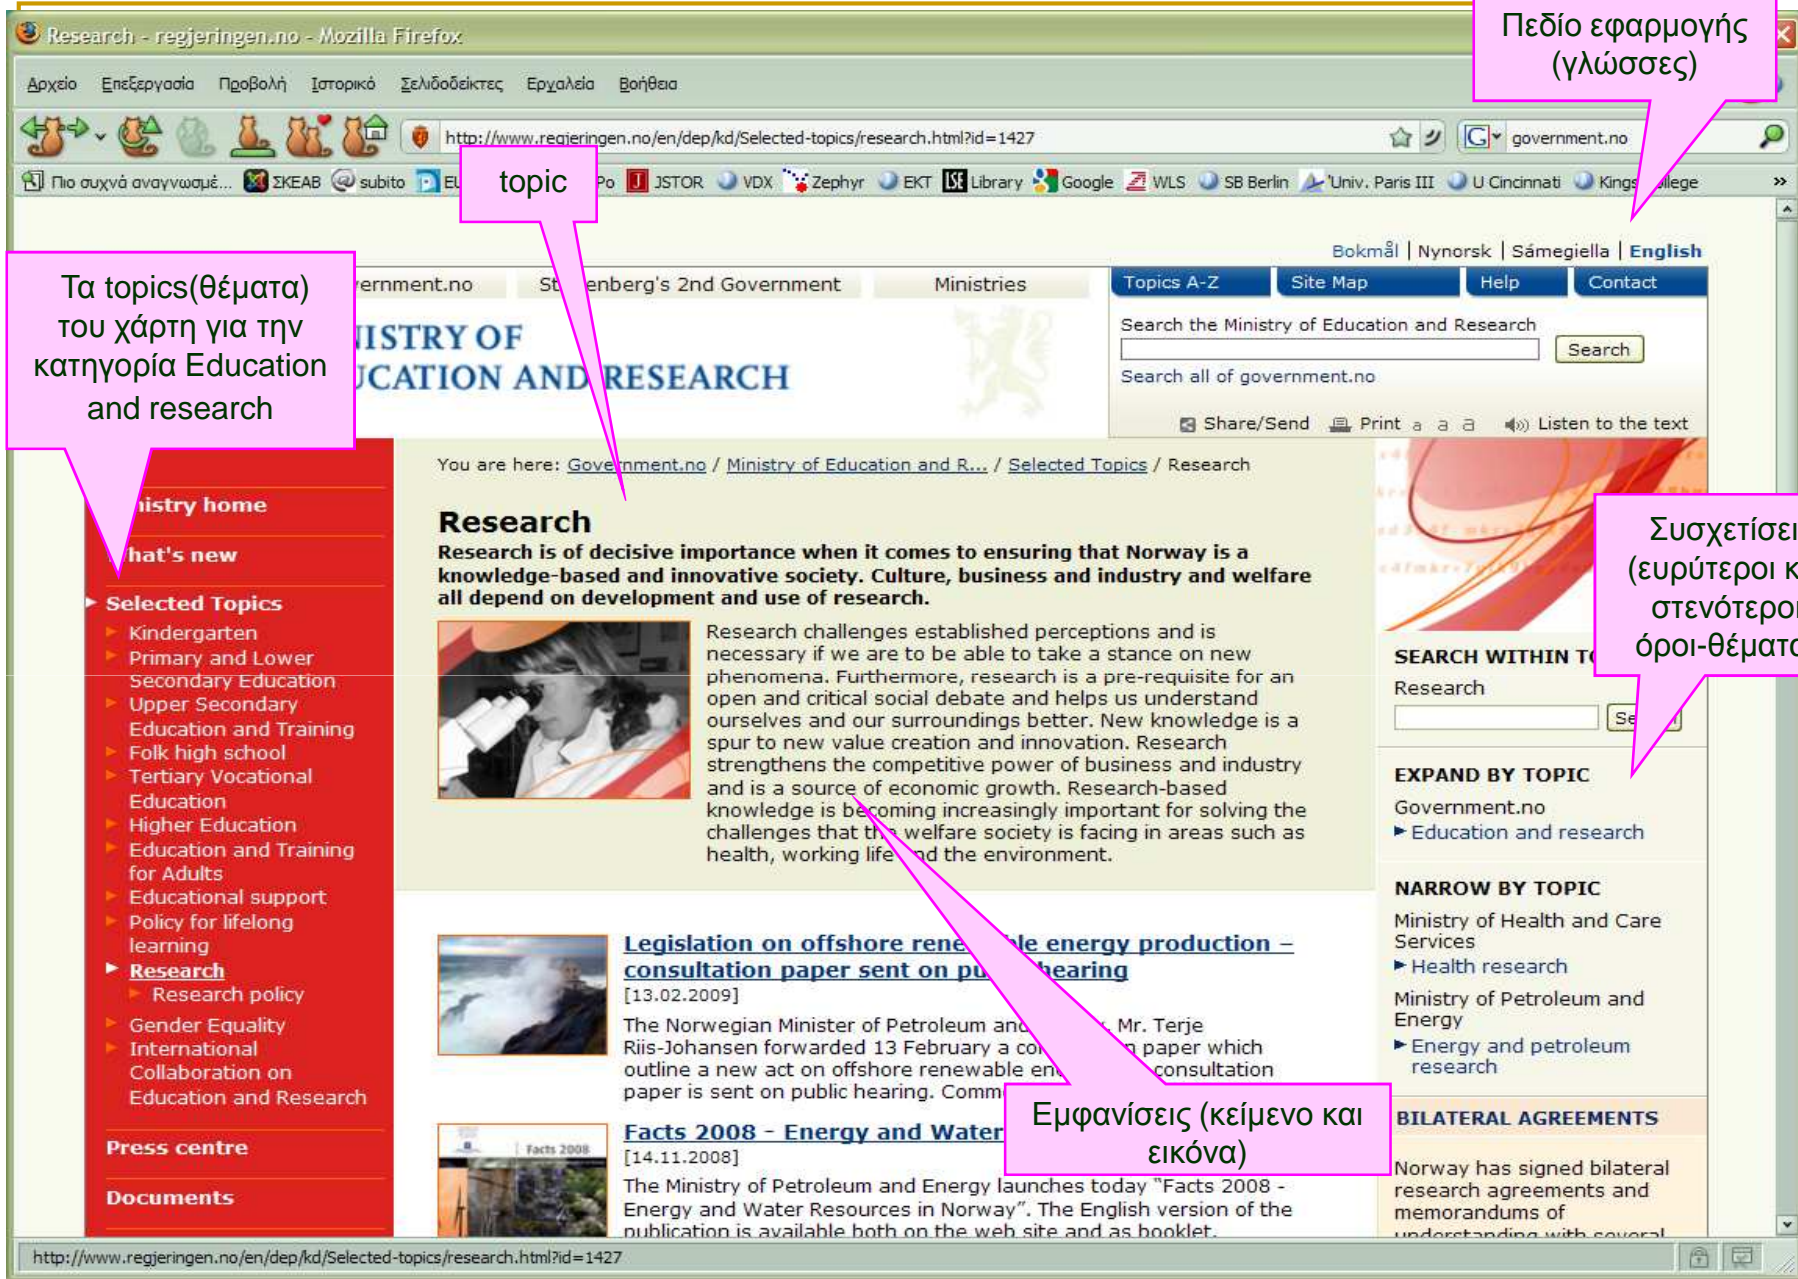 Research - regjeringen.no - Mozilla Firefox
Πεδίο εφαρμογής
(γλώσσες)
Αρχείο Επεξεργασία Προβολή Ιστορικό Σελιδοδείκτες Εργαλεία Βοήθεια
http://www.regjeringen.no/en/dep/kd/Selected-topics/research.html?id=1427
government.no
Πιο συχνά αναγνωσμέ... ΣΚΕΑΒ subito JSTOR VDX Zephyr EKT Library Google WLS SB Berlin Univ. Paris III U Cincinnati
topic
Bokmål | Nynorsk | Sámegiella | English
Τα topics(θέματα)
του χάρτη για την
κατηγορία Education
and research
Ministries
Topics A-Z Site Map Help Contact
2nd Government
Search the Ministry of Education and Research
Search
Search all of government.no
OF
AND RESEARCH
Share/Send Print a a a Listen to the text
You are here: Government.no / Ministry of Education and R... / Selected Topics / Research
home
new
Selected Topics
Kindergarten
Primary and Lower
Secondary Education
Upper Secondary
Education and Training
Folk high school
Tertiary Vocational
Education
Higher Education
Education and Training
for Adults
Educational support
Policy for lifelong
learning
Research
Research policy
Gender Equality
International
Collaboration on
Education and Research
Press centre
Documents
Research
Research is of decisive importance when it comes to ensuring that Norway is a
knowledge-based and innovative society. Culture, business and industry and welfare
all depend on development and use of research.
Research challenges established perceptions and is
necessary if we are to be able to take a stance on new
phenomena. Furthermore, research is a pre-requisite for an
open and critical social debate and helps us understand
ourselves and our surroundings better. New knowledge is a
spur to new value creation and innovation. Research
strengthens the competitive power of business and industry
and is a source of economic growth. Research-based
knowledge is becoming increasingly important for solving the
challenges that the welfare society is facing in areas such as
health, working life and the environment.
Legislation on offshore renewable energy production –
consultation paper sent on public hearing
[13.02.2009]
The Norwegian Minister of Petroleum and Mr. Terje
Riis-Johansen forwarded 13 February a paper which
outline a new act on offshore renewable consultation
paper is sent on public hearing.
Εμφανίσεις (κείμενο και
εικόνα)
Facts 2008
Facts 2008 - Energy and Water
[14.11.2008]
The Ministry of Petroleum and Energy launches today “Facts 2008 -
Energy and Water Resources in Norway”. The English version of the
publication is available both on the web site and as booklet.
(ευρύτεροι
όροι-θέματα
SEARCH WITHIN
Research
EXPAND BY TOPIC
Government.no
Education and research
NARROW BY TOPIC
Ministry of Health and Care
Services
Health research
Ministry of Petroleum and
Energy
Energy and petroleum
research
BILATERAL AGREEMENTS
Norway has signed bilateral
research agreements and
memorandums of
understanding with several
http://www.regjeringen.no/en/dep/kd/Selected-topics/research.html?id=1427